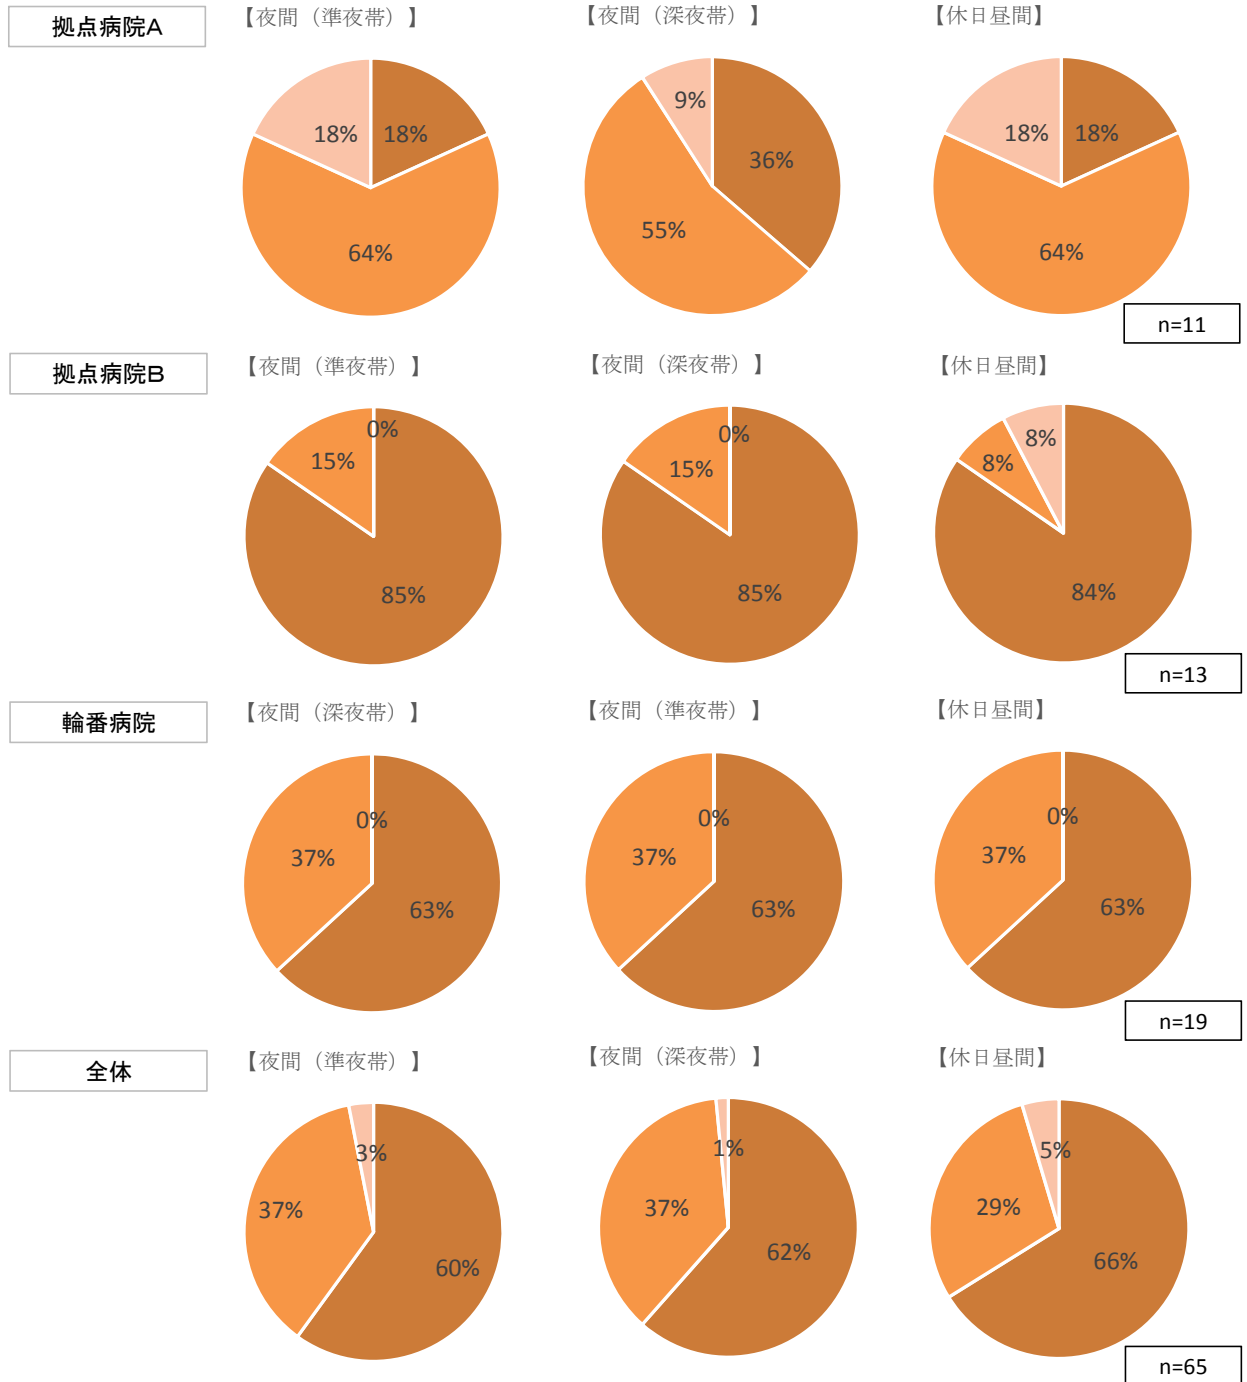 拠点病院A
【夜間（準夜帯）】
【夜間（深夜帯）】
【休日昼間】
18%
18%
64%
9%
36%
55%
18%
18%
64%
n=11
拠点病院B
【夜間（準夜帯）】
【夜間（深夜帯）】
【休日昼間】
0%
15%
85%
0%
15%
85%
8%
8%
84%
n=13
輪番病院
【夜間（深夜帯）】
【夜間（準夜帯）】
【休日昼間】
0%
37%
63%
0%
37%
63%
0%
37%
63%
n=19
全体
【夜間（準夜帯）】
【夜間（深夜帯）】
【休日昼間】
3%
37%
60%
1%
37%
62%
5%
29%
66%
n=65